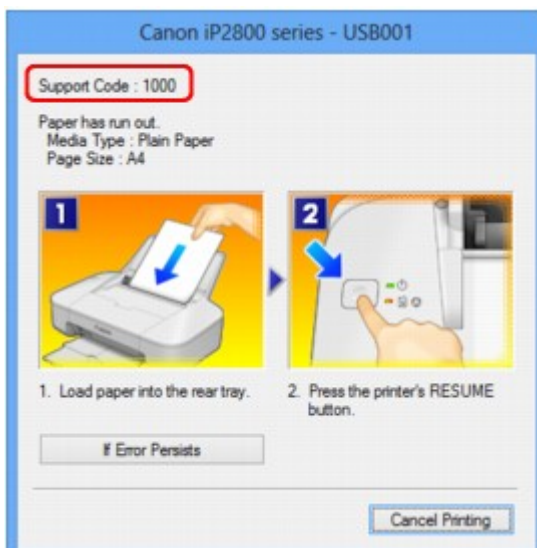 Canon iP2800 series - USB001
Support Code : 1000
Paper has run out.
Media Type : Plain Paper
Page Size : A4
1
2
1. Load paper into the rear tray.
2. Press the printer's RESUME
button.
If Error Persists
Cancel Printing